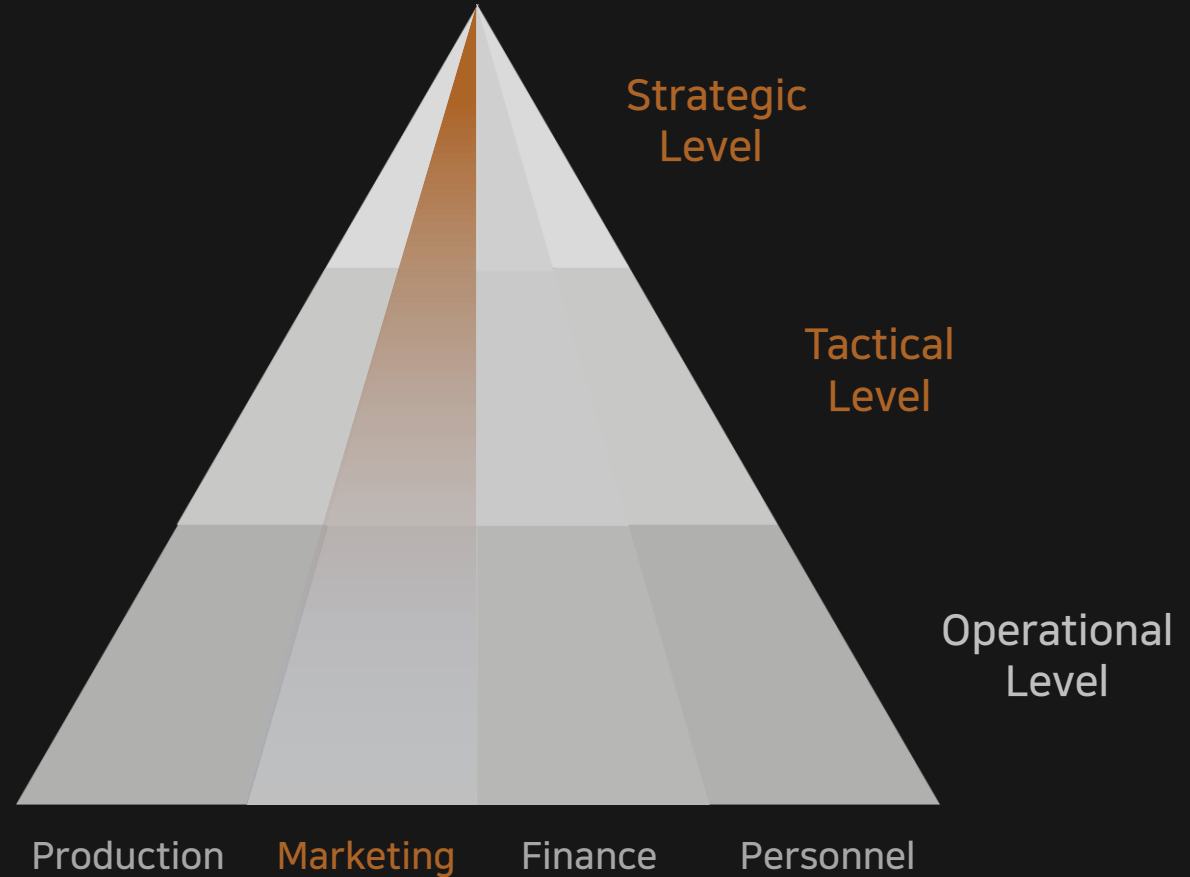 Strategic
Level
Tactical
Level
Operational
Level
Production Marketing Finance Personnel